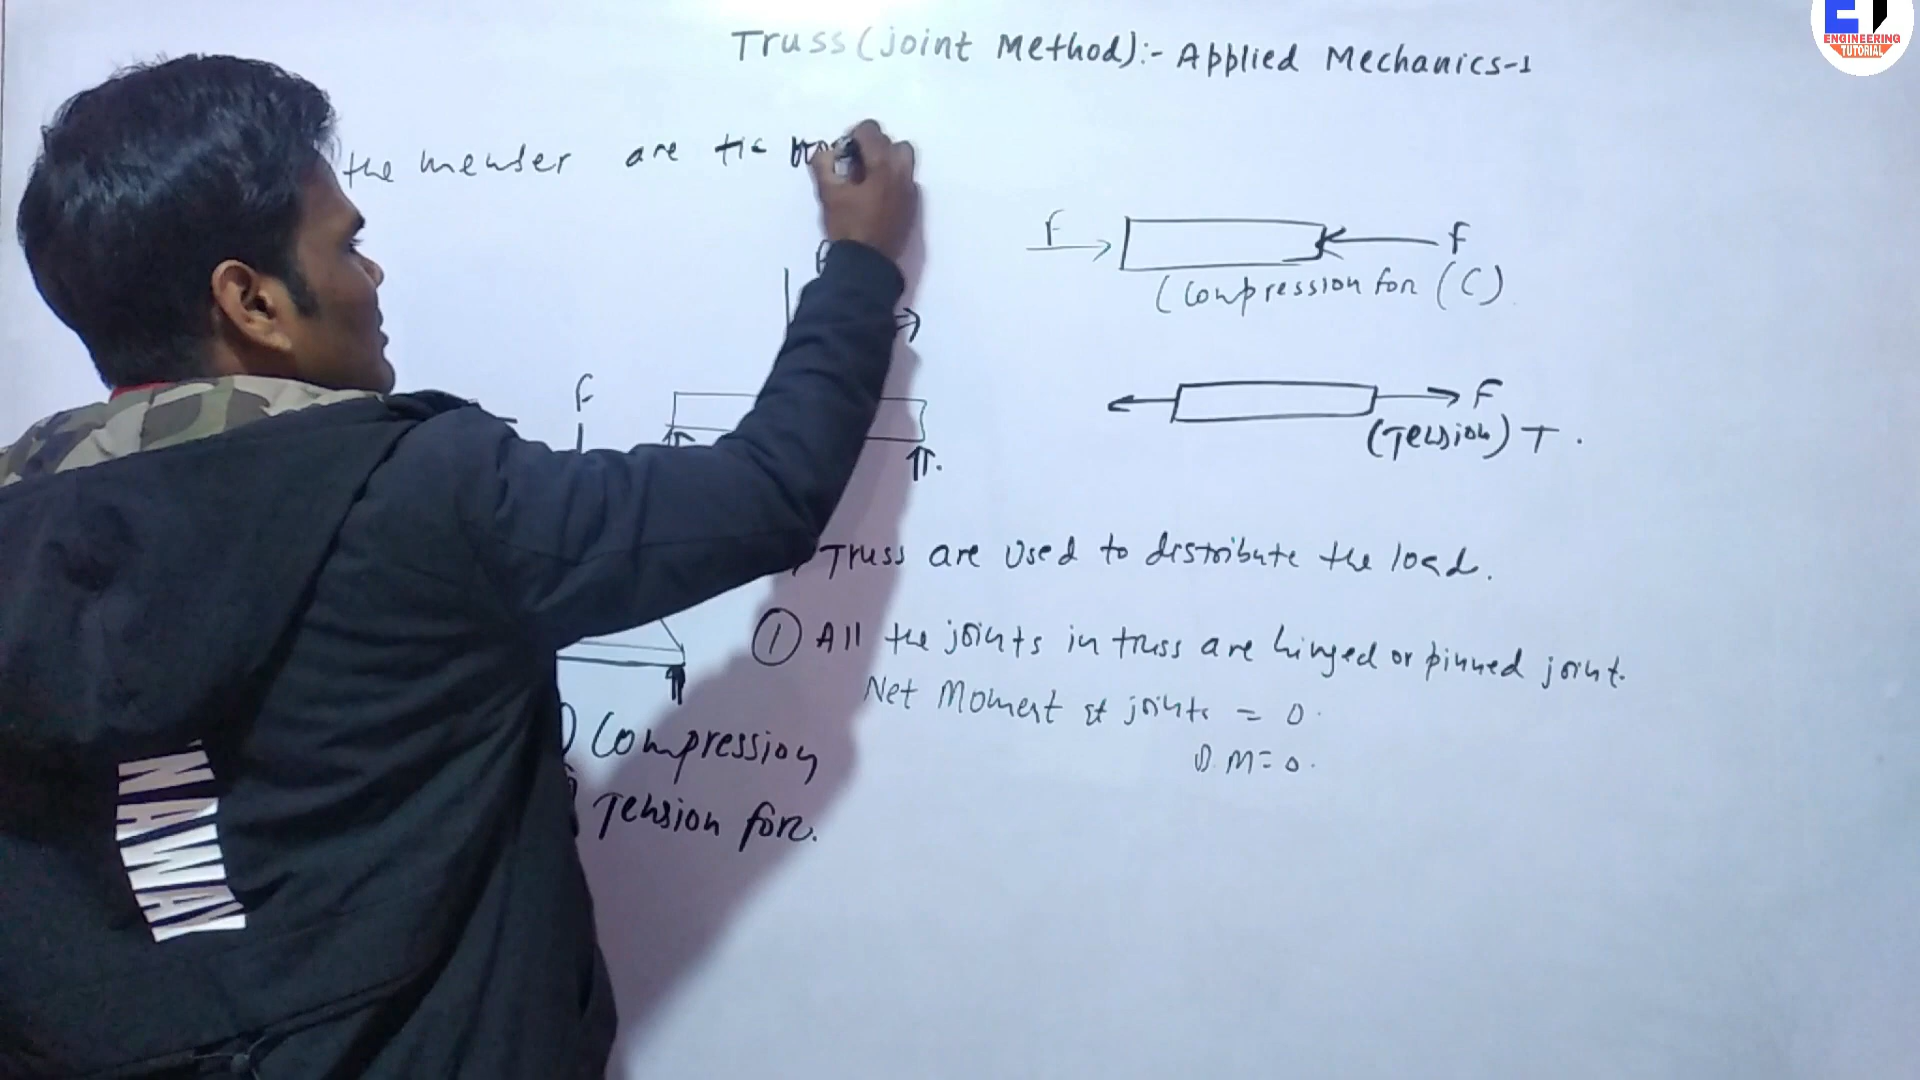 Truss (joint Method):- Applied Mechanics-1
ENGINEERING
TUTORIAL
the member are tie
F
F
(Compression for (C)
F
F
(Tension) T.
Truss are used to distribute the load.
① All the joints in truss are hinged or pinned joint.
Net Moment at joints = 0.
B.M = 0.
Compression
Tension for.
NAWAI